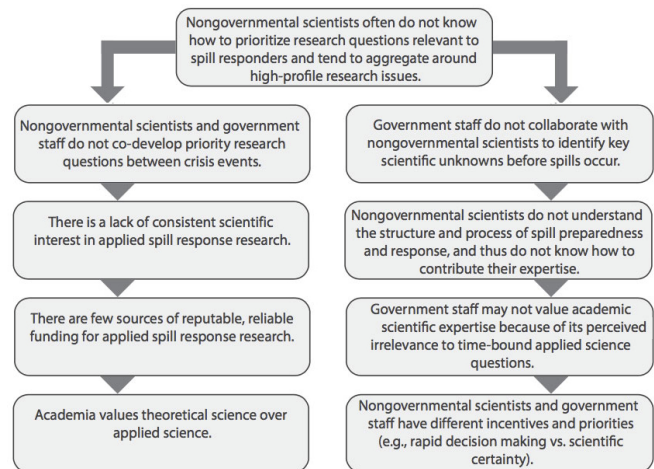 Nongovernmental scientists often do not know
how to prioritize research questions relevant to
spill responders and tend to aggregate around
high-profile research issues.
Nongovernmental scientists and government
staff do not co-develop priority research
questions between crisis events.
There is a lack of consistent scientific
interest in applied spill response research.
There are few sources of reputable, reliable
funding for applied spill response research.
Academia values theoretical science over
applied science.
Government staff do not collaborate with
nongovernmental scientists to identify key
scientific unknowns before spills occur.
Nongovernmental scientists do not understand
the structure and process of spill preparedness
and response, and thus do not know how to
contribute their expertise.
Government staff may not value academic
scientific expertise because of its perceived
irrelevance to time-bound applied science
questions.
Nongovernmental scientists and government
staff have different incentives and priorities
(e.g., rapid decision making vs. scientific
certainty).